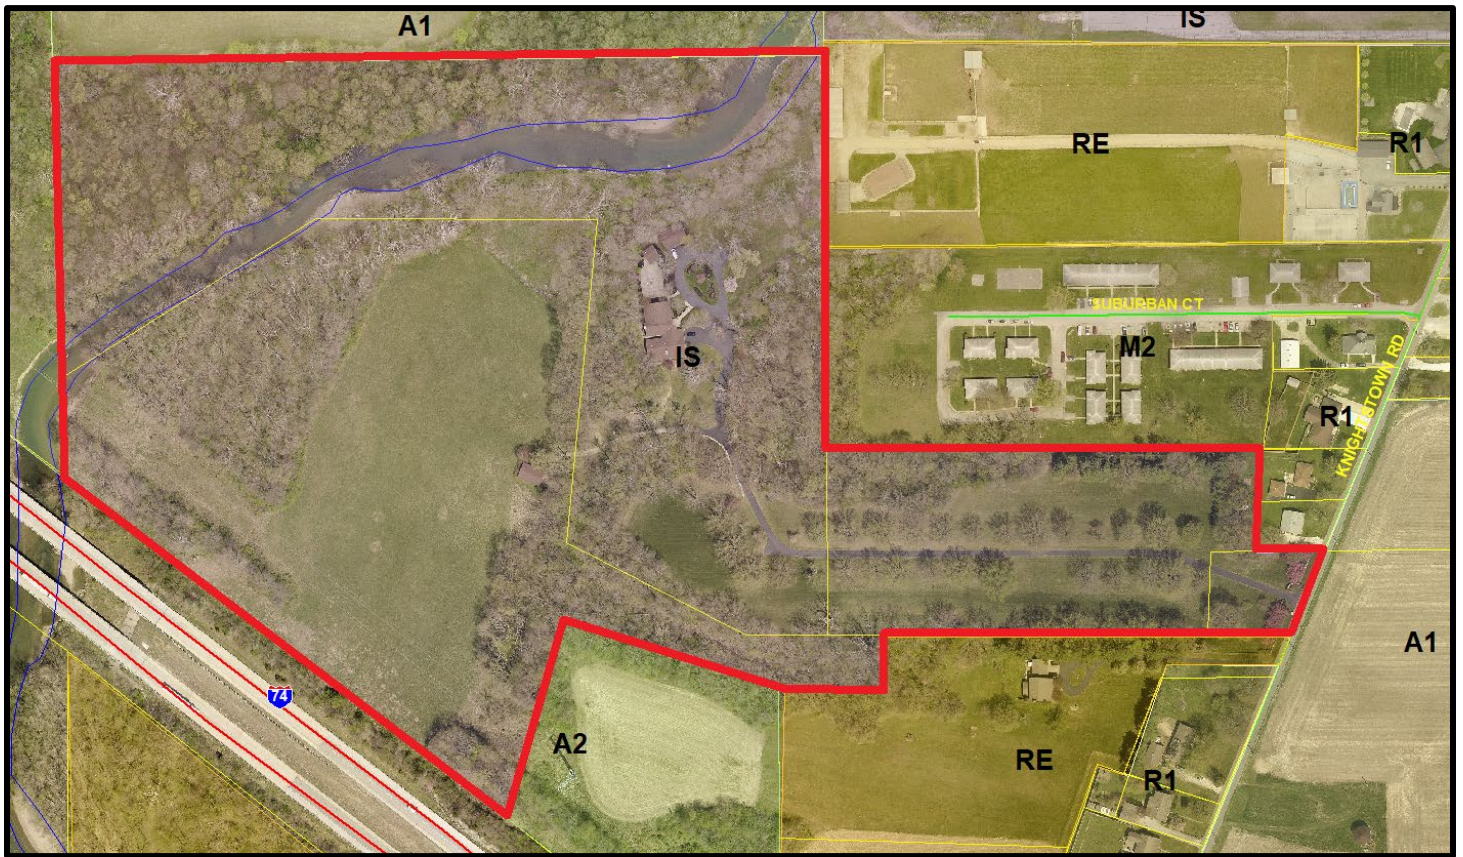 A1
IS
RE
R1
SUBURBAN CT
M2
IS
R1
KNIGHTSTOWN RD
A1
74
A2
RE
R1